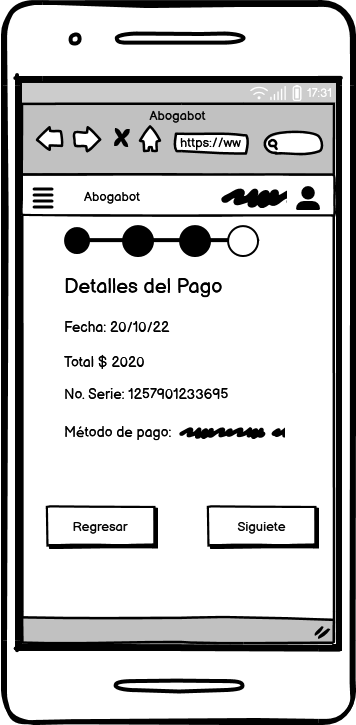 17:31
Abogabot
https://ww
Abogabot
Detalles del Pago
Fecha: 20/10/22
Total $ 2020
No. Serie: 1257901233695
Método de pago:
Regresar
Siguiete